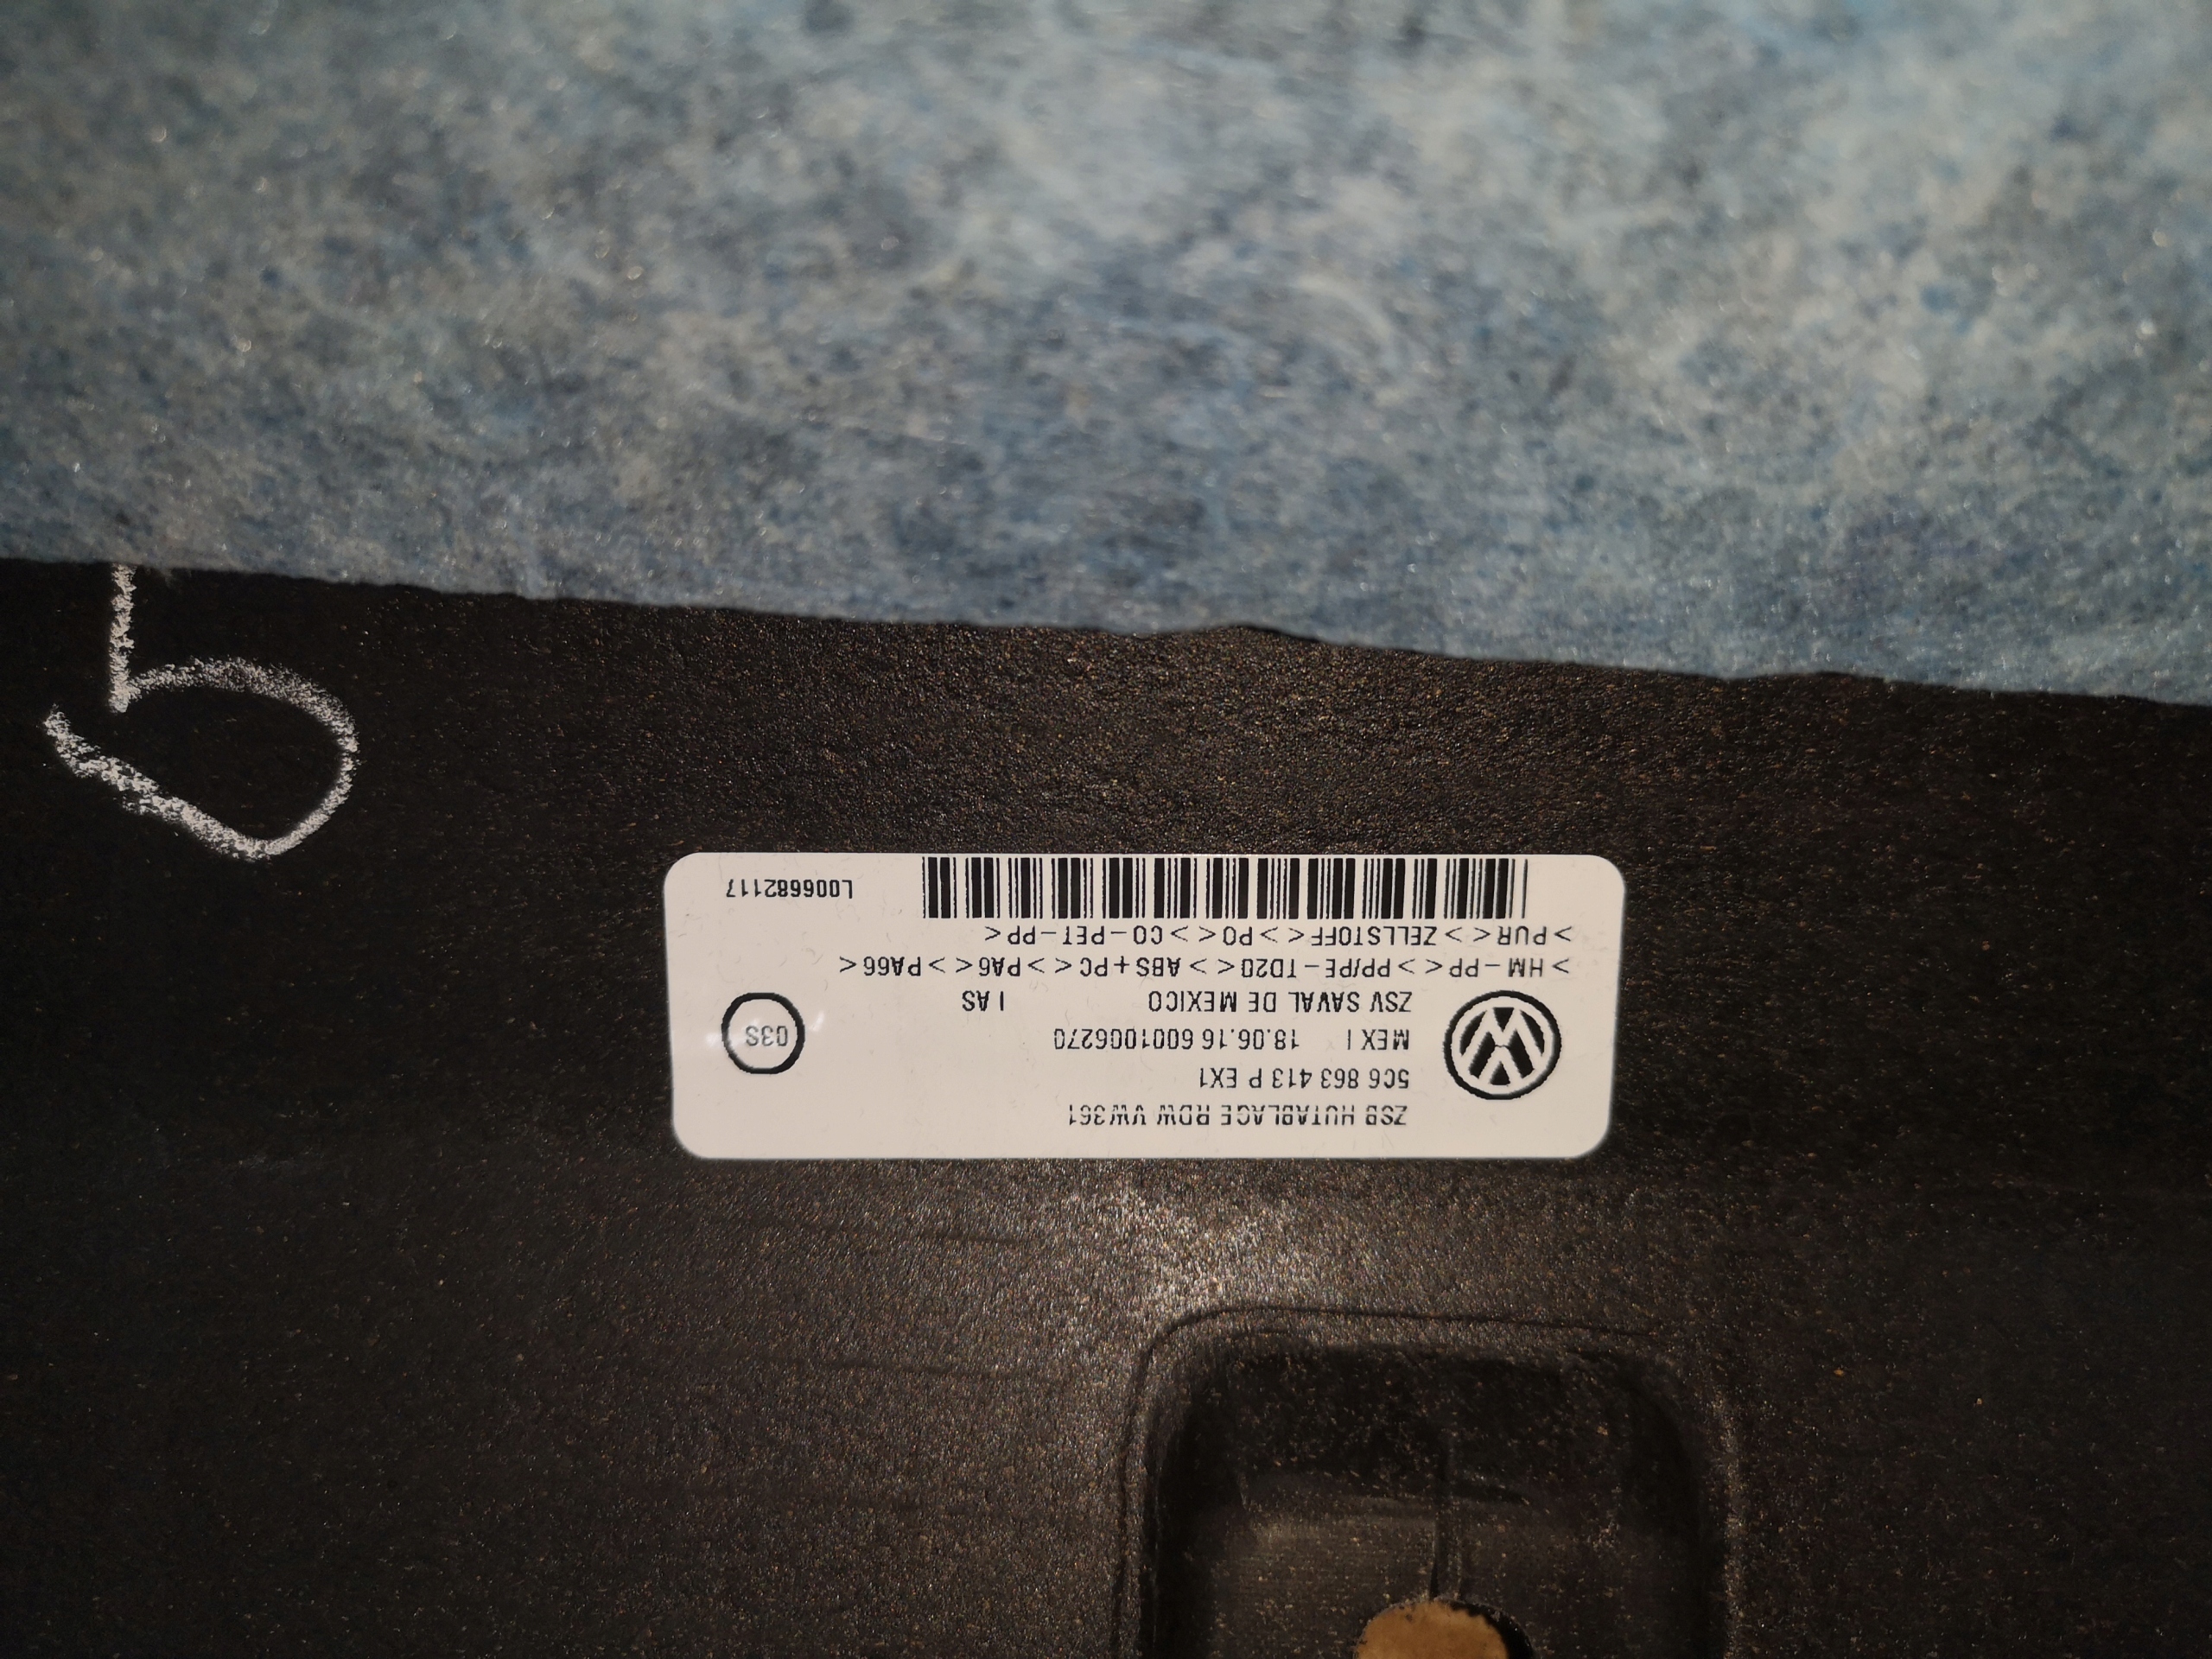 ZSB HUTABLAGE RDW VW361
5C6 863 413 P EX1
MEX I 18.06.16 6001006270
ZSV SAVAL DE MEXICO I AS
03S
>HM-PP< >PP/PE-TD20< >ABS+PC< >PA6< >PA66<
>PUR< >ZELLSTOFF< >PO< >CO-PET-PP<
L006682117
5